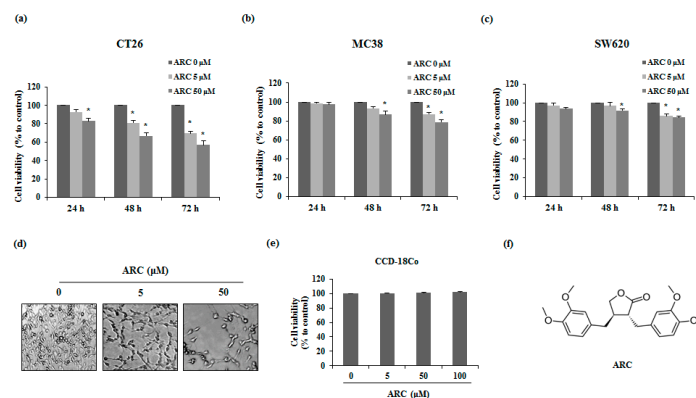 (a)
CT26
ARC 0 µM
ARC 5 µM
ARC 50 µM
Cell viability (% to control)
120
100
80
60
40
20
0
*
* *
* *
24 h 48 h 72 h
(b)
MC38
ARC 0 µM
ARC 5 µM
ARC 50 µM
Cell viability (% to control)
120
100
80
60
40
20
0
*
* *
24 h 48 h 72 h
(c)
SW620
ARC 0 µM
ARC 5 µM
ARC 50 µM
Cell viability (% to control)
120
100
80
60
40
20
0
*
* *
24 h 48 h 72 h
(d)
ARC (µM)
0 5 50
(e)
CCD-18Co
Cell viability
(% to control)
120
100
80
60
40
20
0
0 5 50 100
ARC (µM)
(f)
O
O
O
O
O
O
ARC